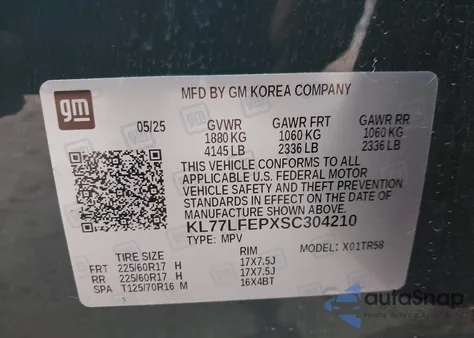 gm
MFD BY GM KOREA COMPANY
05/25 GVWR GAWR FRT GAWR RR
1880 KG 1060 KG 1060 KG
4145 LB 2336 LB 2336 LB
THIS VEHICLE CONFORMS TO ALL
APPLICABLE U.S. FEDERAL MOTOR
VEHICLE SAFETY AND THEFT PREVENTION
STANDARDS IN EFFECT ON THE DATE OF
MANUFACTURE SHOWN ABOVE.
KL77LFEPXSC304210
TYPE: MPV MODEL: X01TR58
TIRE SIZE RIM
FRT 225/60R17 H 17X7.5J
RR 225/60R17 H 17X7.5J
SPA T125/70R16 M 16X4BT
autoSnap